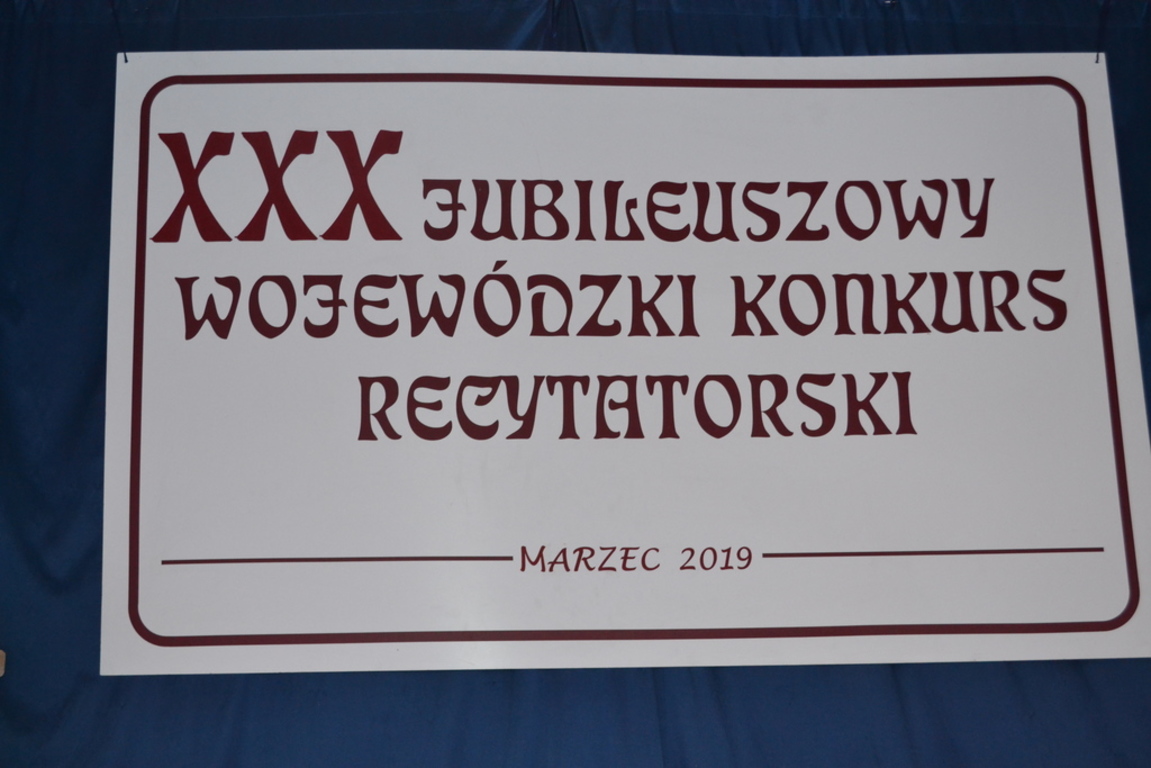 XXX JUBILEUSZOWY
WOJEWÓDZKI KONKURS
RECYTATORSKI
MARZEC 2019